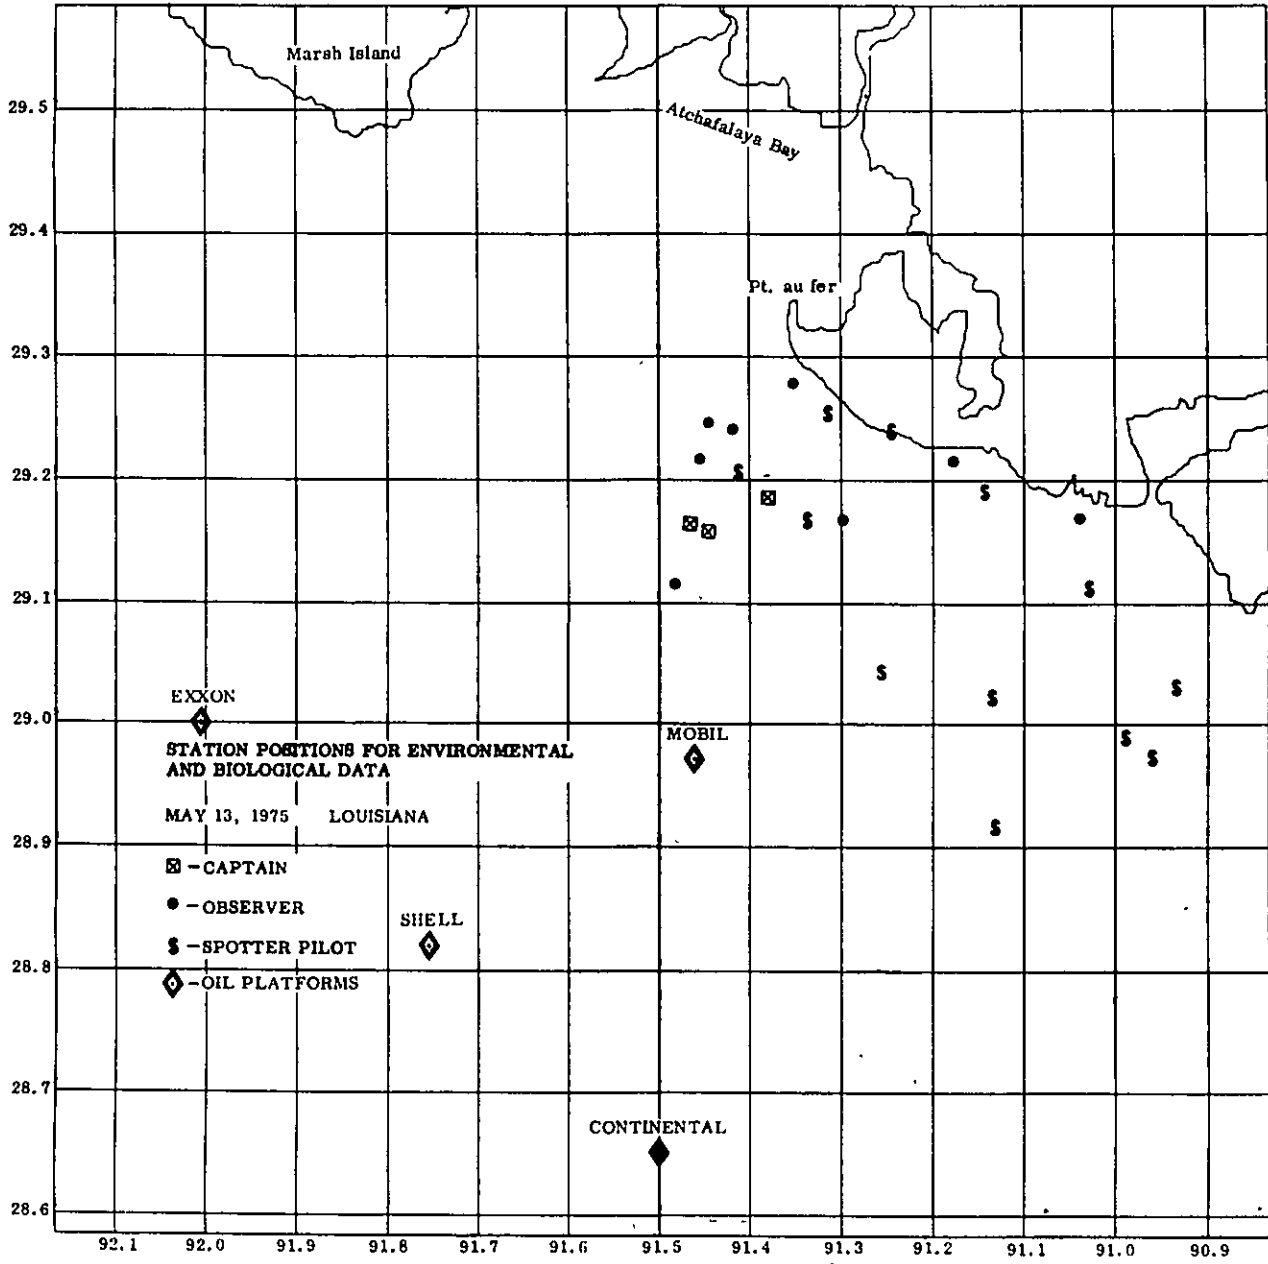 Marsh Island
29.5
Atchafalaya Bay
29.4
Pt. au fer
29.3
29.2
29.1
EXXON
29.0
MOBIL
STATION POSITIONS FOR ENVIRONMENTAL
AND BIOLOGICAL DATA
MAY 13, 1975 LOUISIANA
28.9
-CAPTAIN
-OBSERVER
SHELL
S -SPOTTER PILOT
28.8
-OIL PLATFORMS
28.7
CONTINENTAL
28.6
92.1 92.0 91.9 91.8 91.7 91.6 91.5 91.4 91.3 91.2 91.1 91.0 90.9